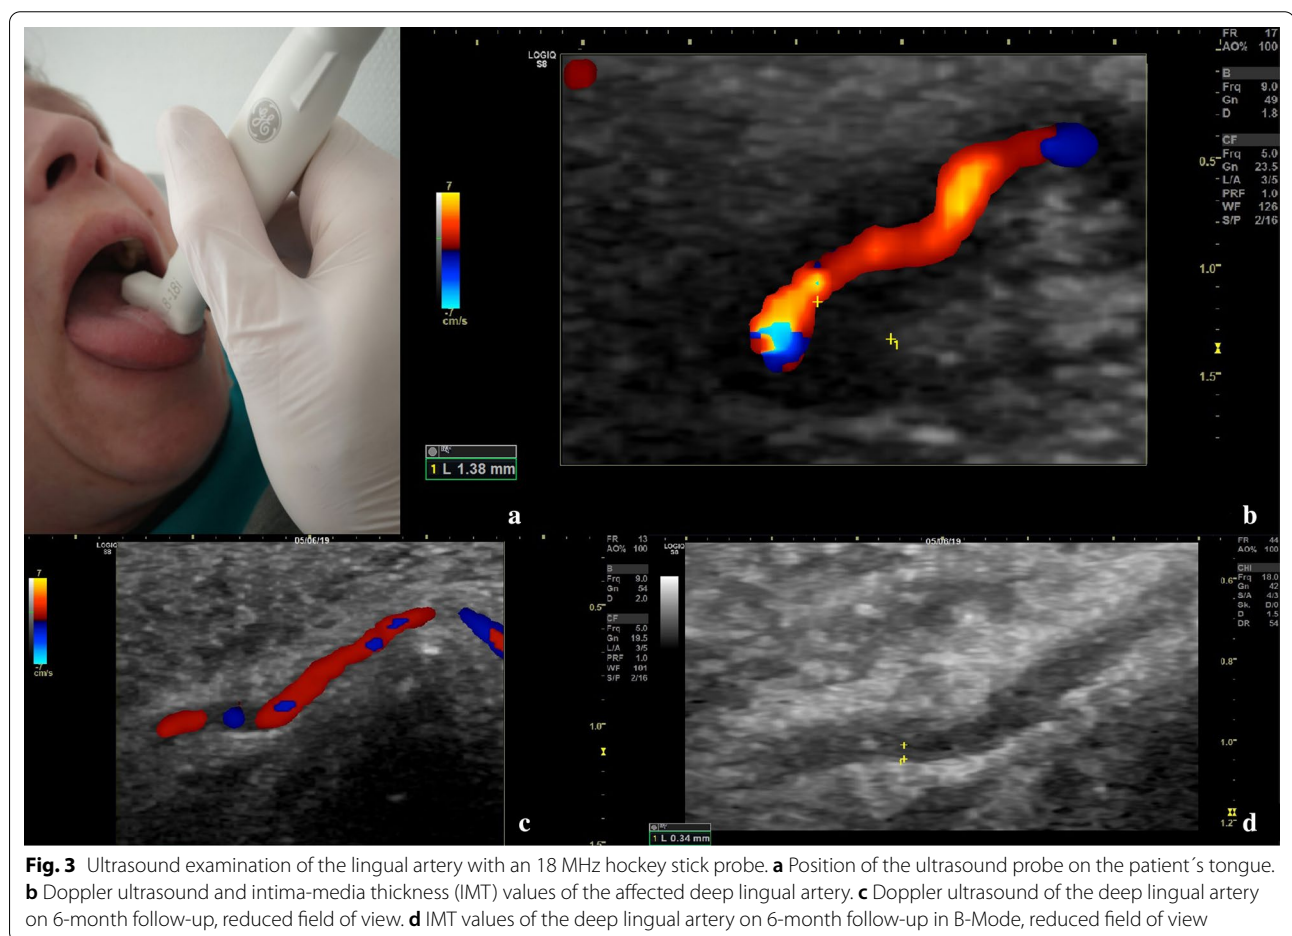 8-18i
LOGIQ
S8
7
-7
cm/s
1 L 1.38 mm
0.5
1.0
1.5
1
FR 17
AO% 100
B
Frq 9.0
Gn 49
D 1.8
CF
Frq 5.0
Gn 23.5
L/A 3/5
PRF 1.0
WF 126
S/P 2/16
a
b
05/06/19
LOGIQ
S8
7
-7
cm/s
FR 13
AO% 100
B
Frq 9.0
Gn 54
D 2.0
CF
Frq 5.0
Gn 19.5
L/A 3/5
PRF 1.0
WF 101
S/P 2/16
0.5
1.0
1.5
c
05/06/19
LOGIQ
S8
FR 44
AO% 100
CHI
Frq 18.0
Gn 42
S/A 4/3
D 1.5
DR 54
0.6
0.8
1.0
1.2
1 L 0.34 mm
d
Fig. 3 Ultrasound examination of the lingual artery with an 18 MHz hockey stick probe. a Position of the ultrasound probe on the patient´s tongue.
b Doppler ultrasound and intima-media thickness (IMT) values of the affected deep lingual artery. c Doppler ultrasound of the deep lingual artery
on 6-month follow-up, reduced field of view. d IMT values of the deep lingual artery on 6-month follow-up in B-Mode, reduced field of view